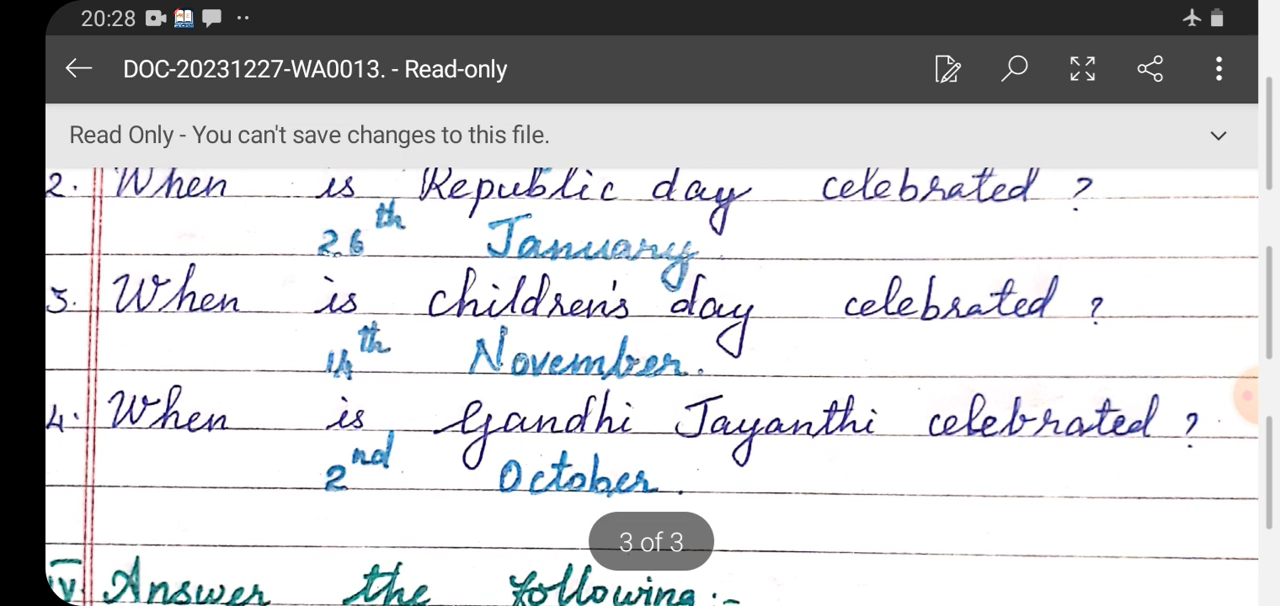 20:28
DOC-20231227-WA0013. - Read-only
Read Only - You can't save changes to this file.
2. When is Republic day celebrated ?
26th January
3. When is children's day celebrated ?
14th November.
4. When is Gandhi Jayanthi celebrated ?
2nd October.
3 of 3
IV Answer the following :-